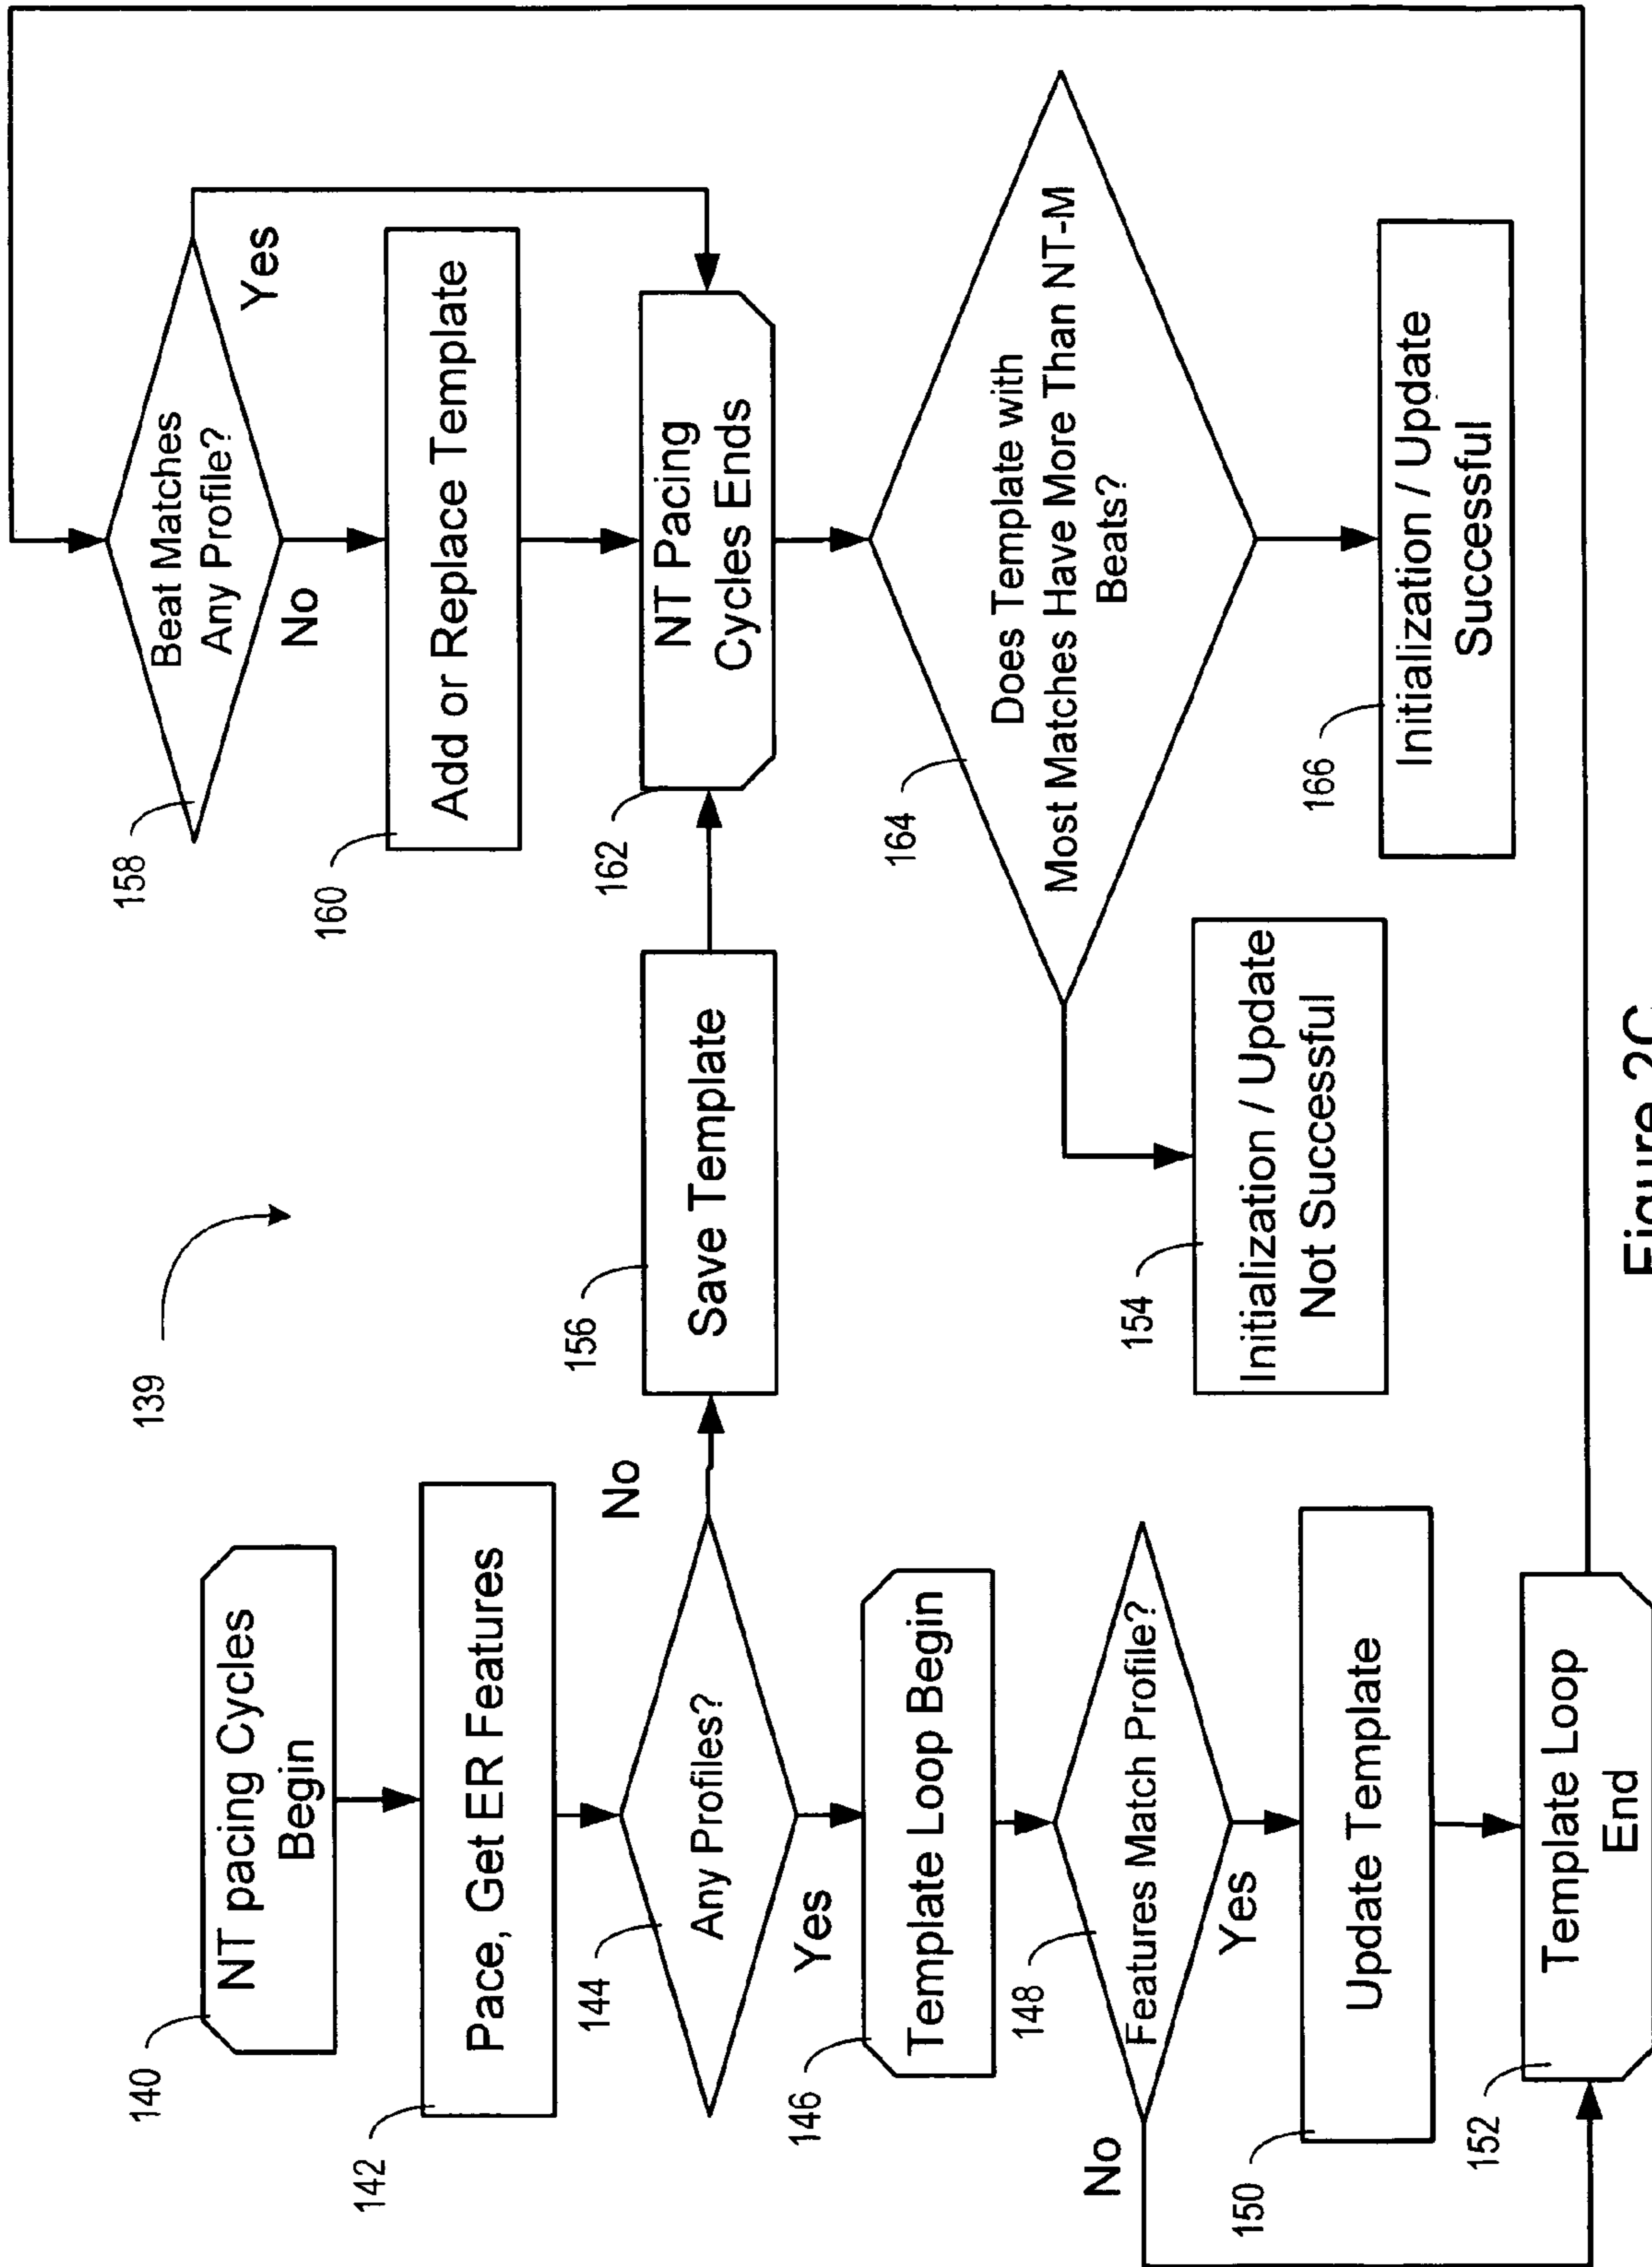 139
140
NT pacing Cycles
Begin
142
Pace, Get ER Features
144
Any Profiles?
No
Yes
146
Template Loop Begin
148
Features Match Profile?
No
Yes
150
Update Template
152
Template Loop
End
156
Save Template
154
Initialization / Update
Not Successful
158
Beat Matches
Any Profile?
Yes
No
160
Add or Replace Template
162
NT Pacing
Cycles Ends
164
Does Template with
Most Matches Have More Than NT-M
Beats?
166
Initialization / Update
Successful
Figure 2C